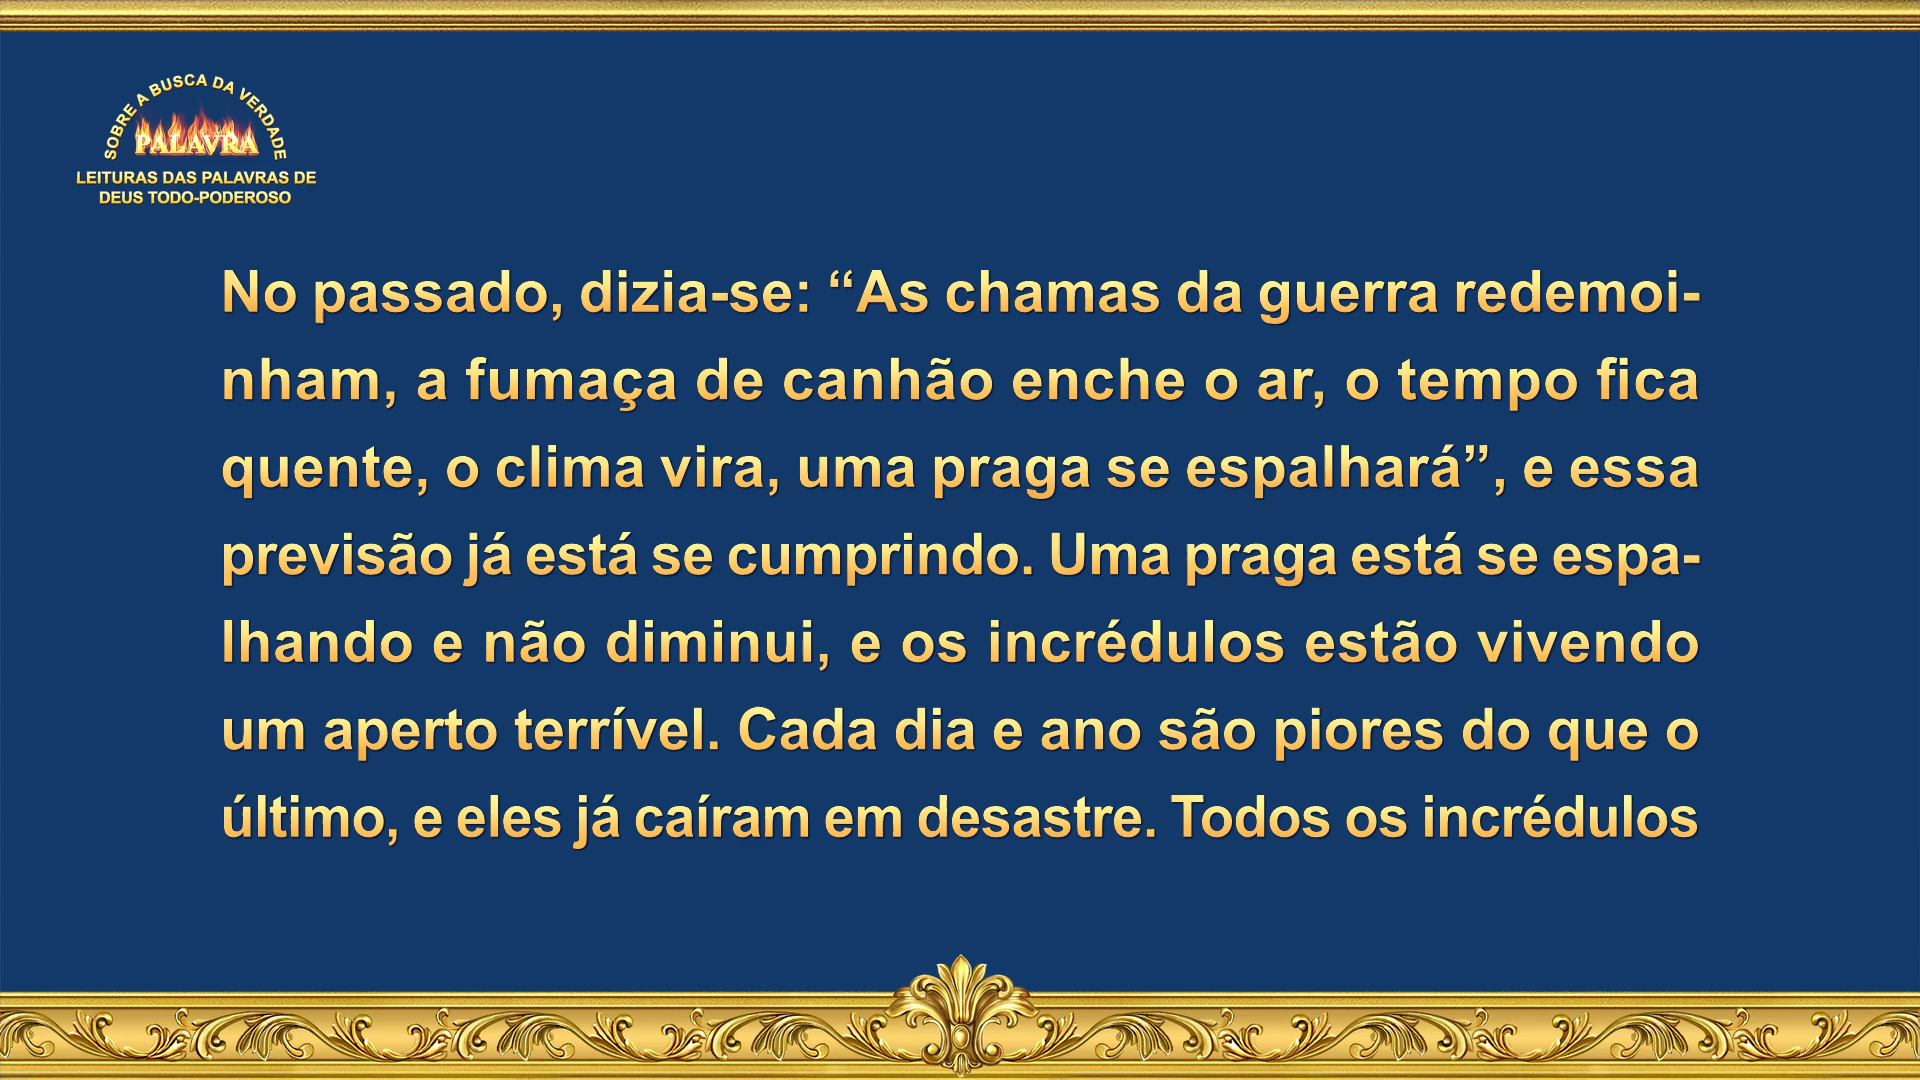 SOBRE A BUSCA DA VERDADE
PALAVRA
LEITURAS DAS PALAVRAS DE
DEUS TODO-PODEROSO
No passado, dizia-se: “As chamas da guerra redemoi-
nham, a fumaça de canhão enche o ar, o tempo fica
quente, o clima vira, uma praga se espalhará”, e essa
previsão já está se cumprindo. Uma praga está se espa-
lhando e não diminui, e os incrédulos estão vivendo
um aperto terrível. Cada dia e ano são piores do que o
último, e eles já caíram em desastre. Todos os incrédulos